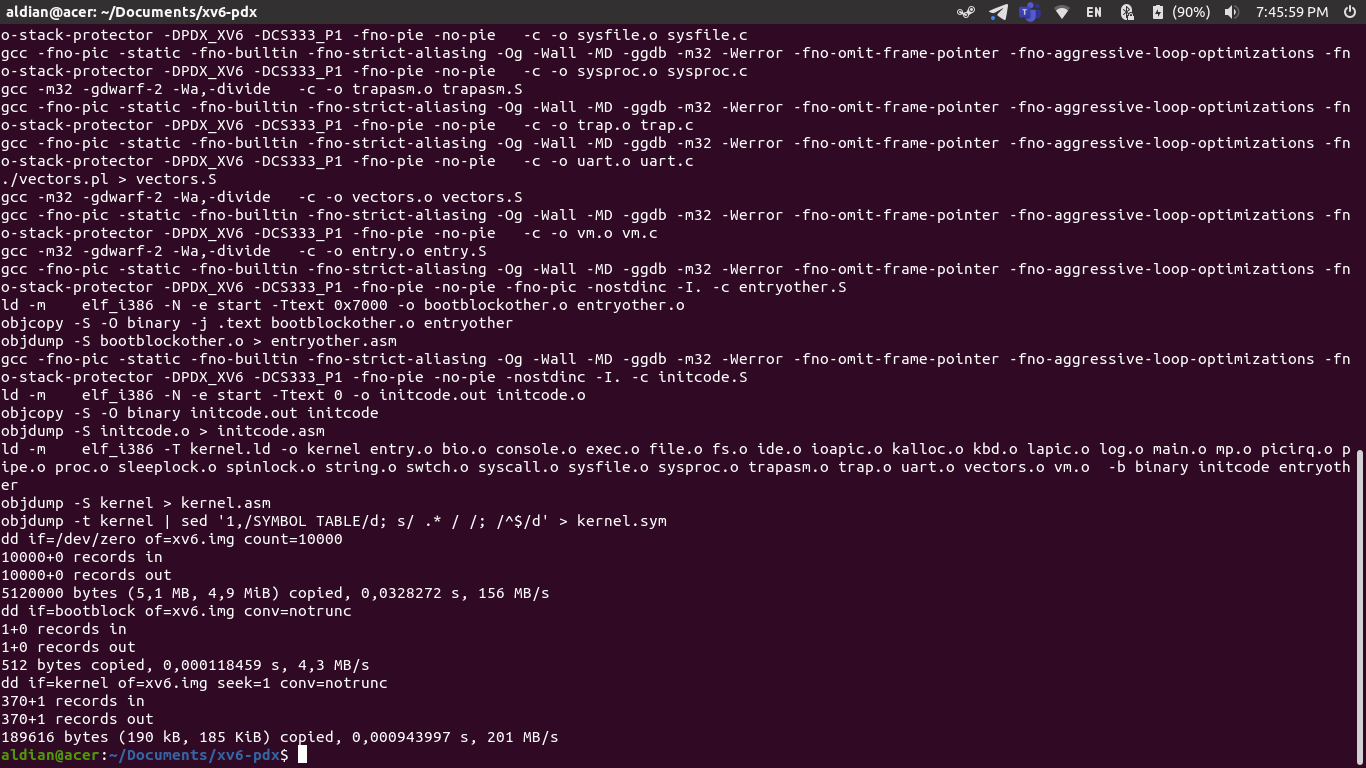 aldian@acer: ~/Documents/xv6-pdx EN (90%) 7:45:59 PM
o-stack-protector -DPDX_XV6 -DCS333_P1 -fno-pie -no-pie   -c -o sysfile.o sysfile.c
gcc -fno-pic -static -fno-builtin -fno-strict-aliasing -Og -Wall -MD -ggdb -m32 -Werror -fno-omit-frame-pointer -fno-aggressive-loop-optimizations -fn
o-stack-protector -DPDX_XV6 -DCS333_P1 -fno-pie -no-pie   -c -o sysproc.o sysproc.c
gcc -m32 -gdwarf-2 -Wa,-divide   -c -o trapasm.o trapasm.S
gcc -fno-pic -static -fno-builtin -fno-strict-aliasing -Og -Wall -MD -ggdb -m32 -Werror -fno-omit-frame-pointer -fno-aggressive-loop-optimizations -fn
o-stack-protector -DPDX_XV6 -DCS333_P1 -fno-pie -no-pie   -c -o trap.o trap.c
gcc -fno-pic -static -fno-builtin -fno-strict-aliasing -Og -Wall -MD -ggdb -m32 -Werror -fno-omit-frame-pointer -fno-aggressive-loop-optimizations -fn
o-stack-protector -DPDX_XV6 -DCS333_P1 -fno-pie -no-pie   -c -o uart.o uart.c
./vectors.pl > vectors.S
gcc -m32 -gdwarf-2 -Wa,-divide   -c -o vectors.o vectors.S
gcc -fno-pic -static -fno-builtin -fno-strict-aliasing -Og -Wall -MD -ggdb -m32 -Werror -fno-omit-frame-pointer -fno-aggressive-loop-optimizations -fn
o-stack-protector -DPDX_XV6 -DCS333_P1 -fno-pie -no-pie   -c -o vm.o vm.c
gcc -m32 -gdwarf-2 -Wa,-divide   -c -o entry.o entry.S
gcc -fno-pic -static -fno-builtin -fno-strict-aliasing -Og -Wall -MD -ggdb -m32 -Werror -fno-omit-frame-pointer -fno-aggressive-loop-optimizations -fn
o-stack-protector -DPDX_XV6 -DCS333_P1 -fno-pie -no-pie -fno-pic -nostdinc -I. -c entryother.S
ld -m    elf_i386 -N -e start -Ttext 0x7000 -o bootblockother.o entryother.o
objcopy -S -O binary -j .text bootblockother.o entryother
objdump -S bootblockother.o > entryother.asm
gcc -fno-pic -static -fno-builtin -fno-strict-aliasing -Og -Wall -MD -ggdb -m32 -Werror -fno-omit-frame-pointer -fno-aggressive-loop-optimizations -fn
o-stack-protector -DPDX_XV6 -DCS333_P1 -fno-pie -no-pie -nostdinc -I. -c initcode.S
ld -m    elf_i386 -N -e start -Ttext 0 -o initcode.out initcode.o
objcopy -S -O binary initcode.out initcode
objdump -S initcode.o > initcode.asm
ld -m    elf_i386 -T kernel.ld -o kernel entry.o bio.o console.o exec.o file.o fs.o ide.o ioapic.o kalloc.o kbd.o lapic.o log.o main.o mp.o picirq.o p
ipe.o proc.o sleeplock.o spinlock.o string.o swtch.o syscall.o sysfile.o sysproc.o trapasm.o trap.o uart.o vectors.o vm.o  -b binary initcode entryoth
er
objdump -S kernel > kernel.asm
objdump -t kernel | sed '1,/SYMBOL TABLE/d; s/ .* / /; /^$/d' > kernel.sym
dd if=/dev/zero of=xv6.img count=10000
10000+0 records in
10000+0 records out
5120000 bytes (5,1 MB, 4,9 MiB) copied, 0,0328272 s, 156 MB/s
dd if=bootblock of=xv6.img conv=notrunc
1+0 records in
1+0 records out
512 bytes copied, 0,000118459 s, 4,3 MB/s
dd if=kernel of=xv6.img seek=1 conv=notrunc
370+1 records in
370+1 records out
189616 bytes (190 kB, 185 KiB) copied, 0,000943997 s, 201 MB/s
aldian@acer:~/Documents/xv6-pdx$